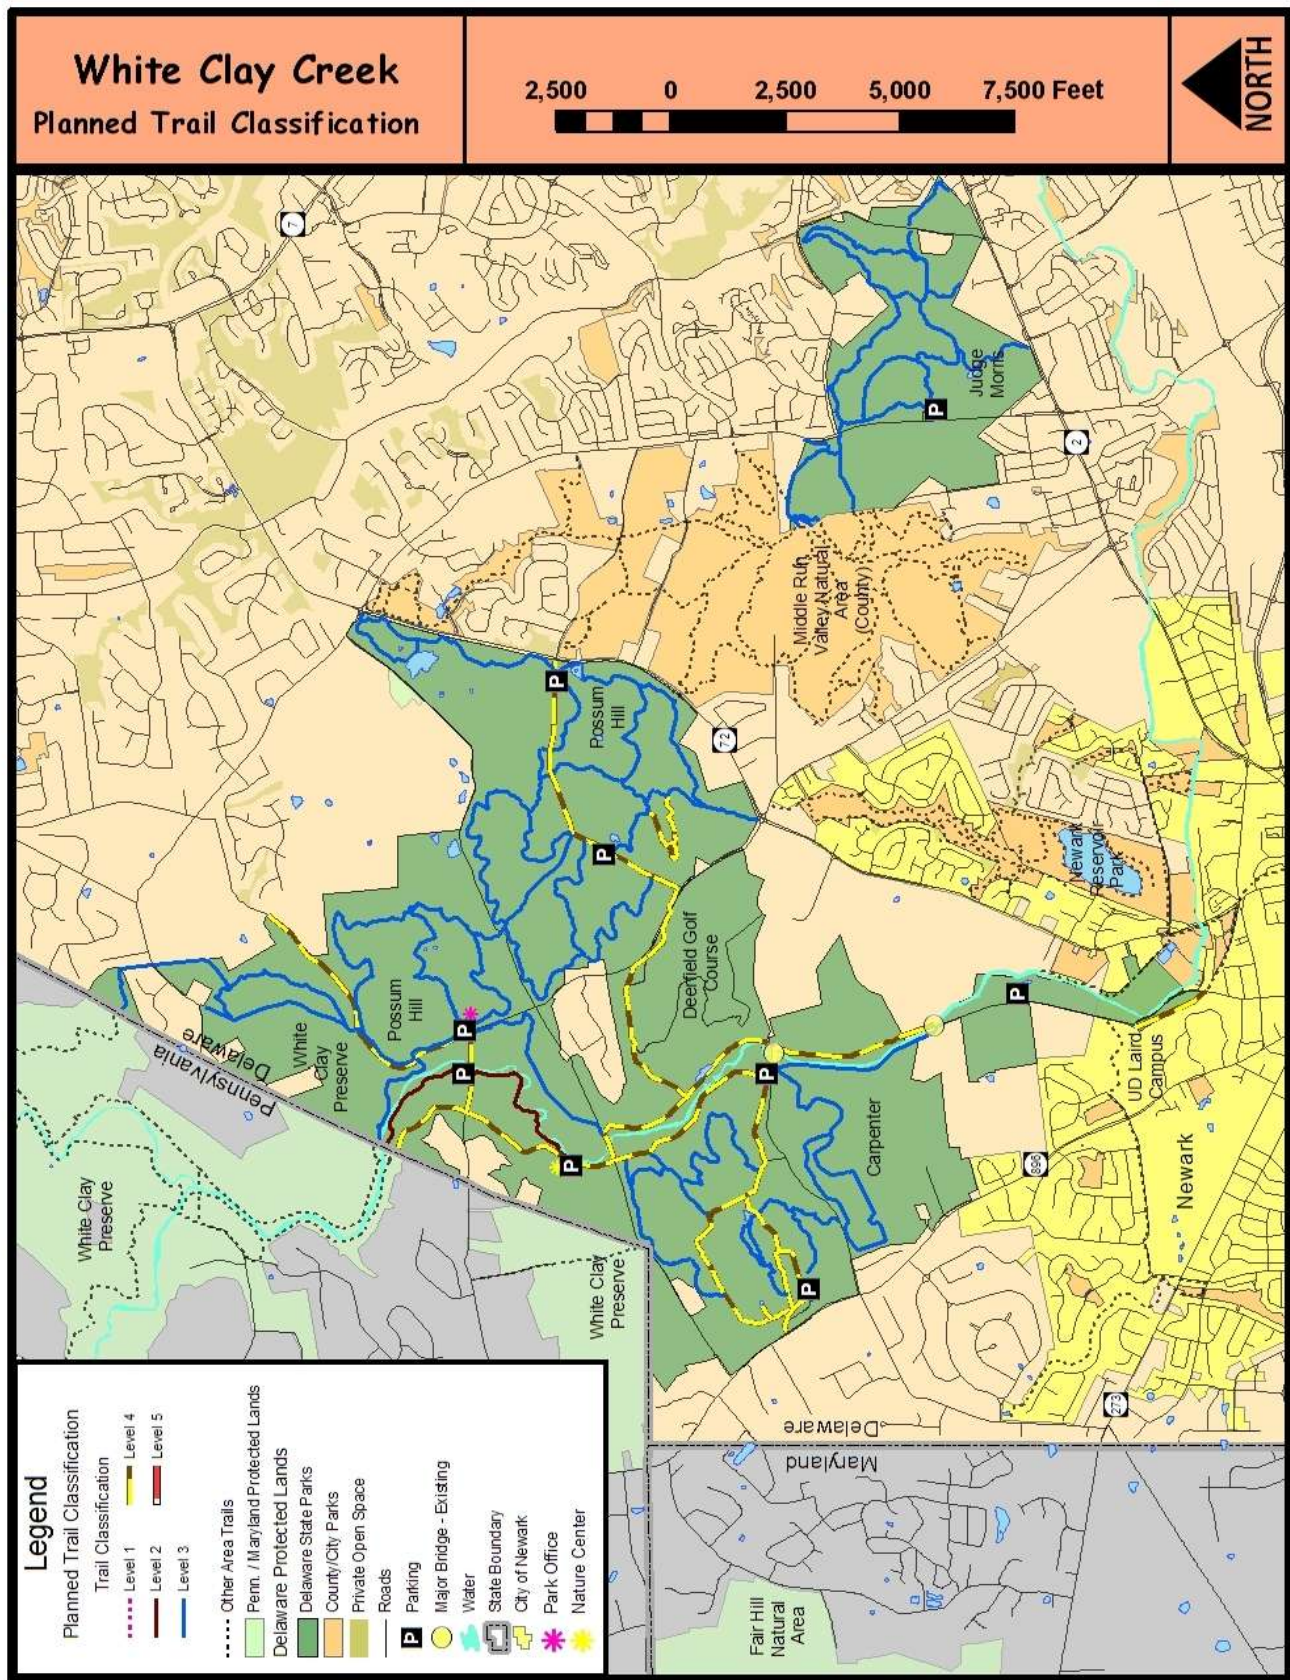 White Clay Creek
Planned Trail Classification
2,500 0 2,500 5,000 7,500 Feet
NORTH
7
Judge
Morris
2
Middle Run
Valley Natural
Area
(County)
Possum
Hill
72
Newark
Reservoir
Park
Deerfield Golf
Course
Possum
Hill
White
Clay
Preserve
Delaware
Pennsylvania
White Clay
Preserve
Carpenter
UD Laird
Campus
896
Newark
White Clay
Preserve
273
Delaware
Maryland
Fair Hill
Natural
Area
P
P
P
P
P
P
P
P
P
Legend
Planned Trail Classification
Trail Classification
Level 1
Level 2
Level 3
Level 4
Level 5
Other Area Trails
Penn. / Maryland Protected Lands
Delaware Protected Lands
Delaware State Parks
County/City Parks
Private Open Space
Roads
P Parking
Major Bridge - Existing
Water
State Boundary
City of Newark
Park Office
Nature Center